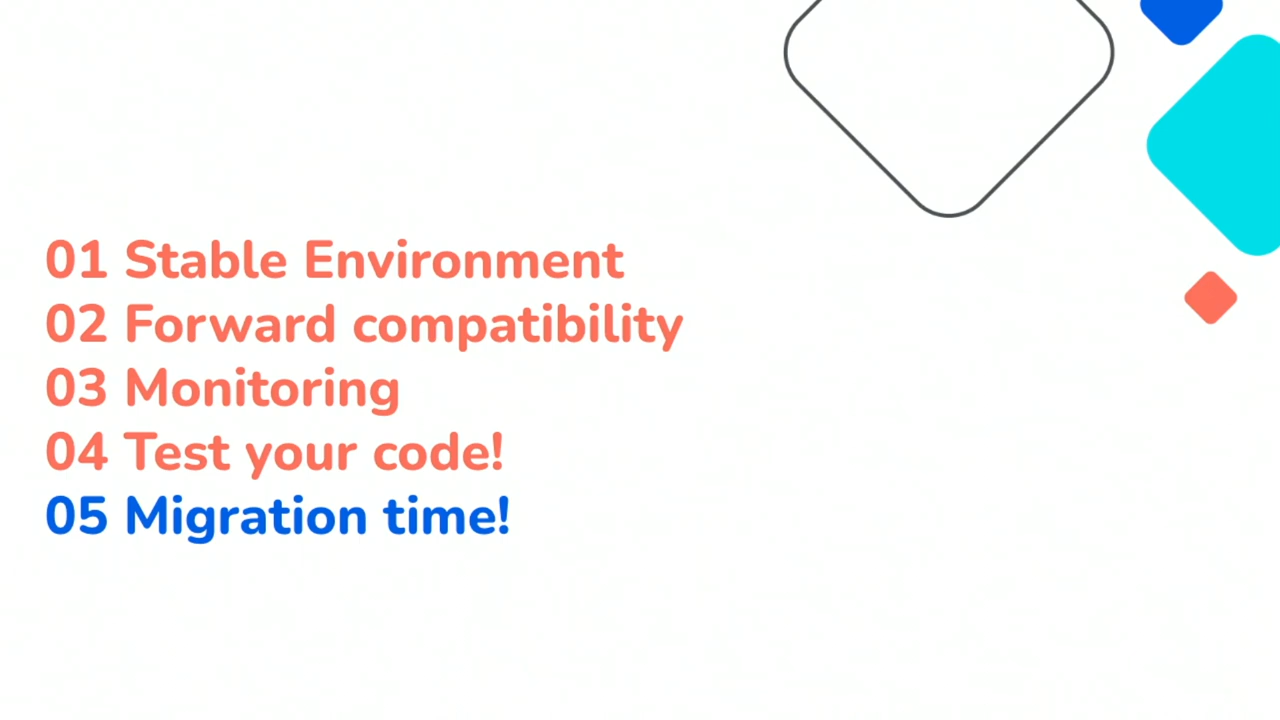 01 Stable Environment
02 Forward compatibility
03 Monitoring
04 Test your code!
05 Migration time!